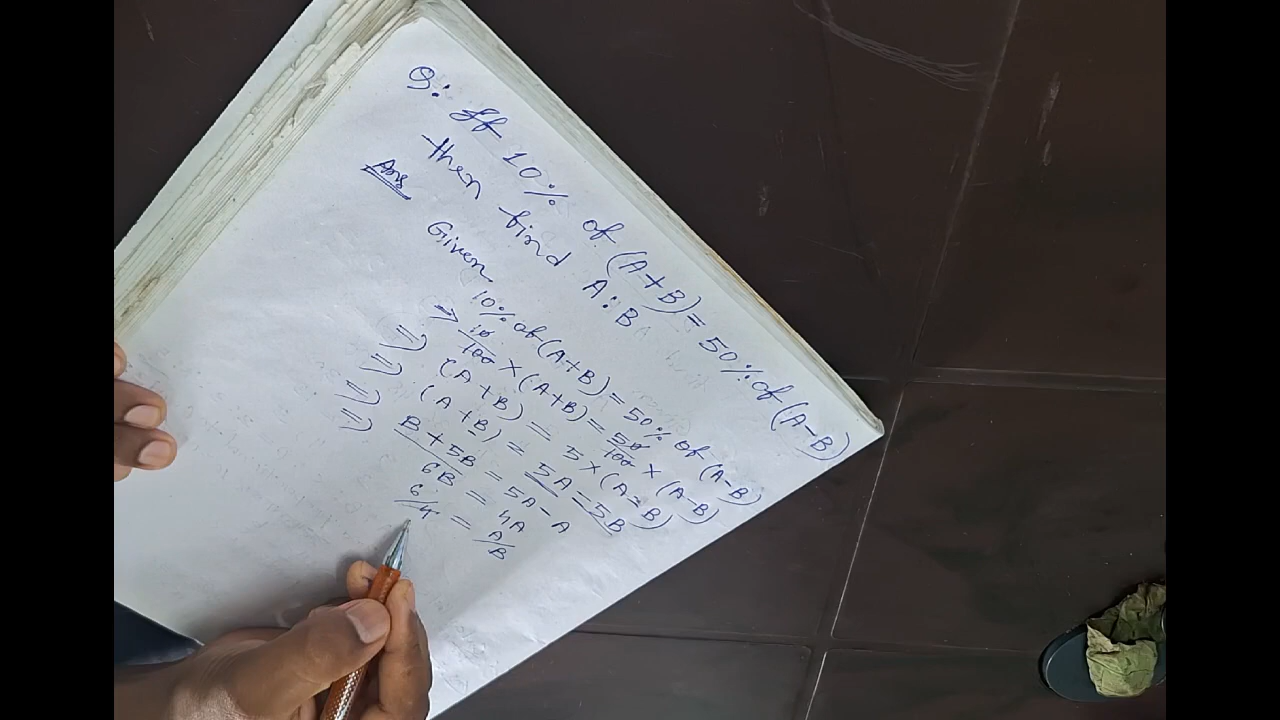 Q: If 10% of (A+B) = 50% of (A-B)
then find A:B
Ans
Given 10% of (A+B) = 50% of (A-B)
⇒ 10/100 × (A+B) = 50/100 × (A-B)
⇒ (A+B) = 5 × (A-B)
⇒ (A+B) = 5A - 5B
⇒ B + 5B = 5A - A
⇒ 6B = 4A
6/4 = A/B